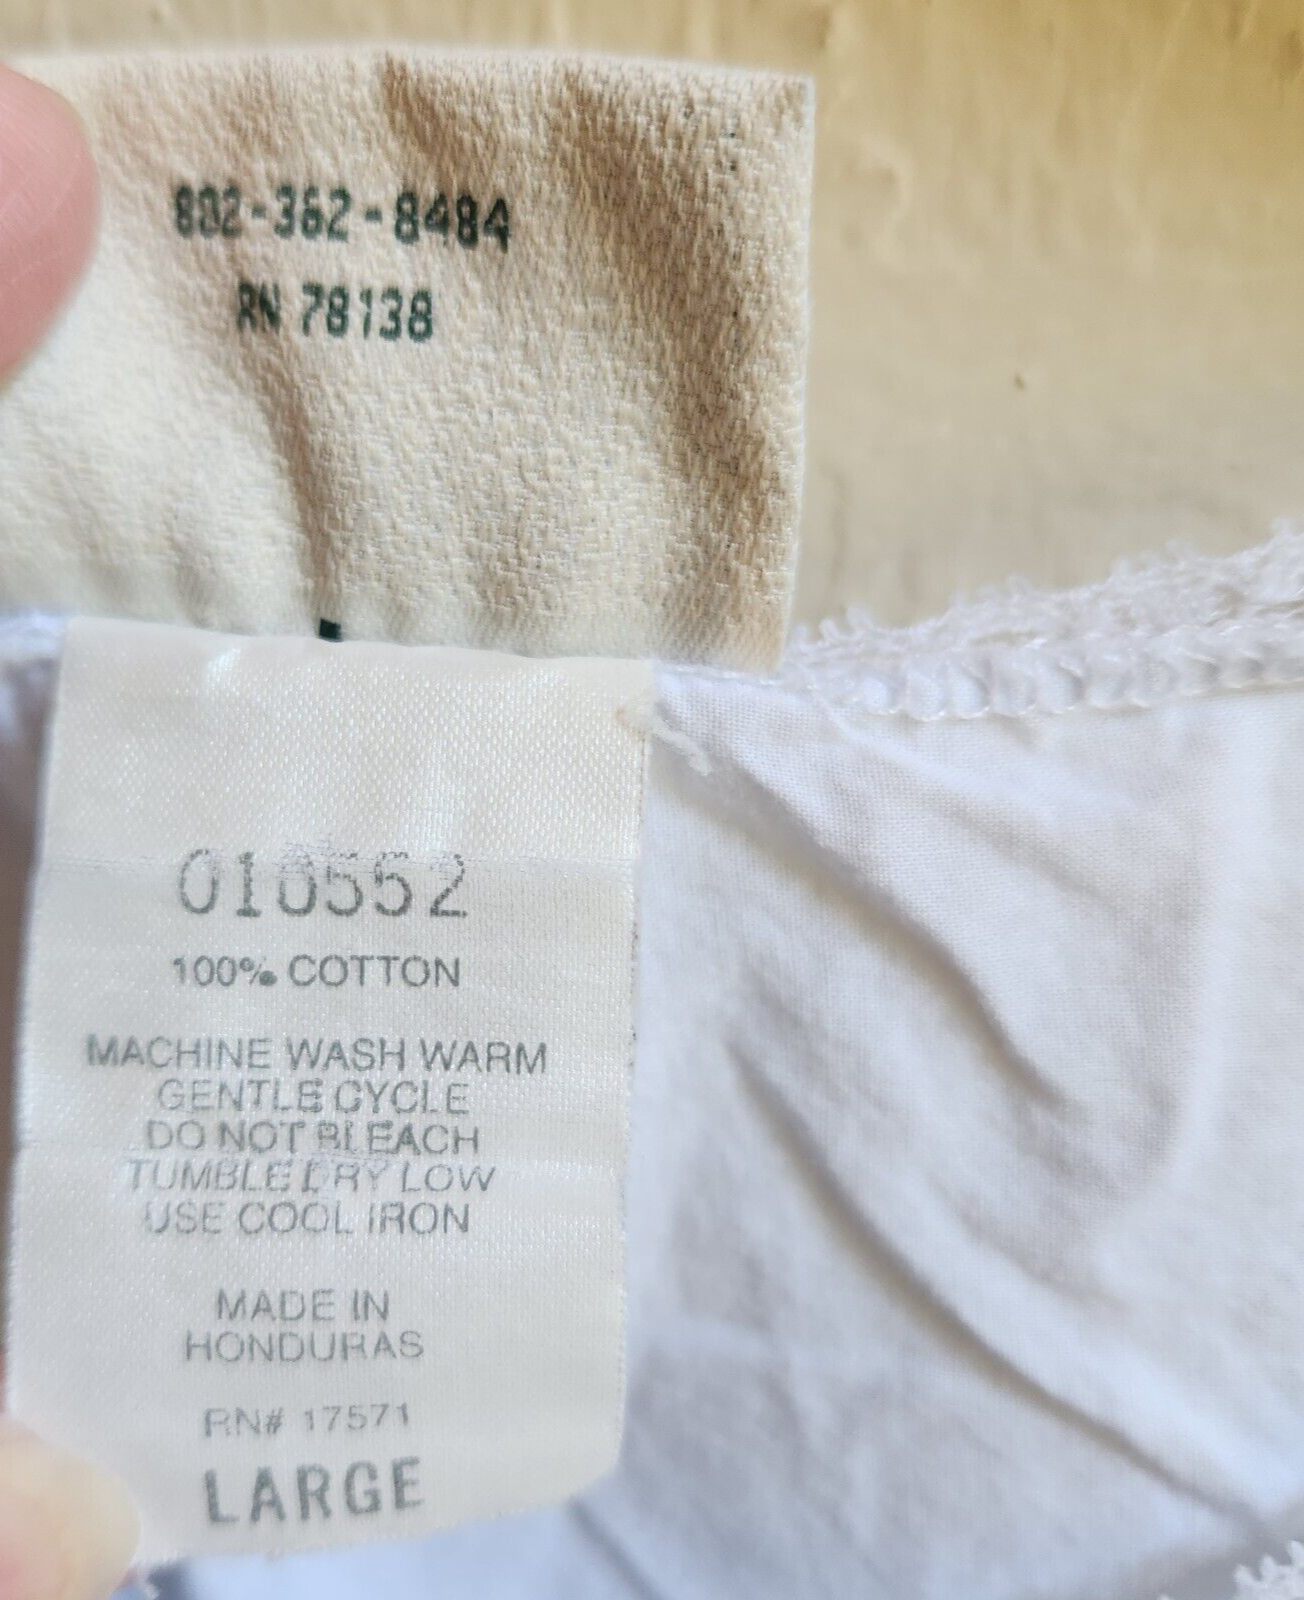 802-362-8484
RN 78138
010552
100% COTTON
MACHINE WASH WARM
GENTLE CYCLE
DO NOT BLEACH
TUMBLE DRY LOW
USE COOL IRON
MADE IN
HONDURAS
RN# 17571
LARGE